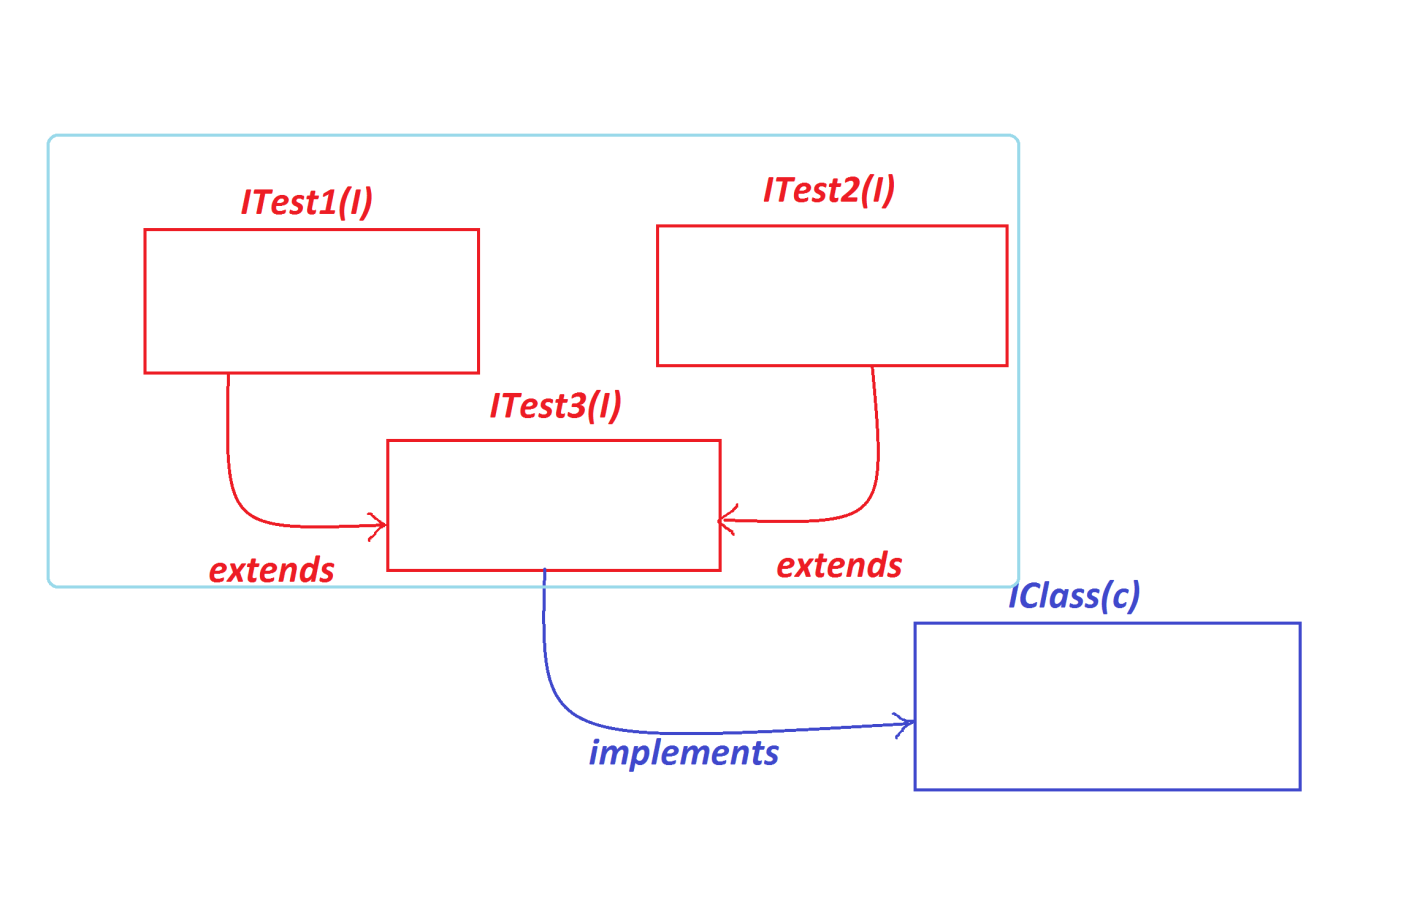 ITest1(I)
ITest2(I)
ITest3(I)
extends
extends
IClass(c)
implements